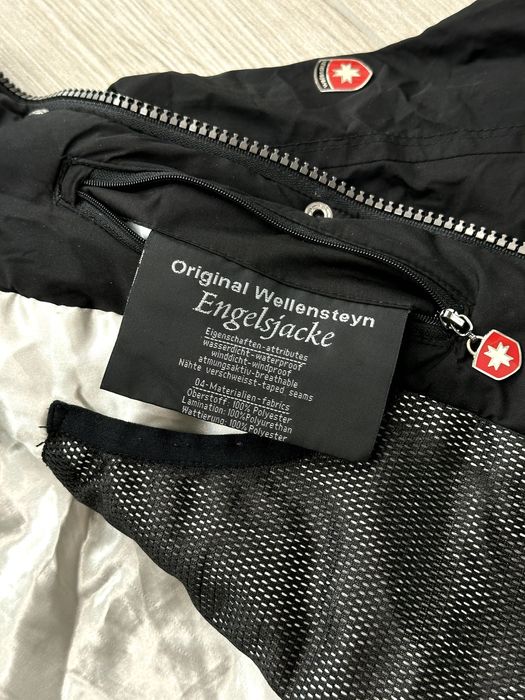 Original Wellensteyn
Engelsjacke
Eigenschaften-attributes
wasserdicht-waterproof
winddicht-windproof
atmungsaktiv-breathable
Nähte verschweisst-taped seams
04-Materialien-fabrics
Oberstoff: 100% Polyester
Lamination: 100%Polyurethan
Wattierung: 100% Polyester